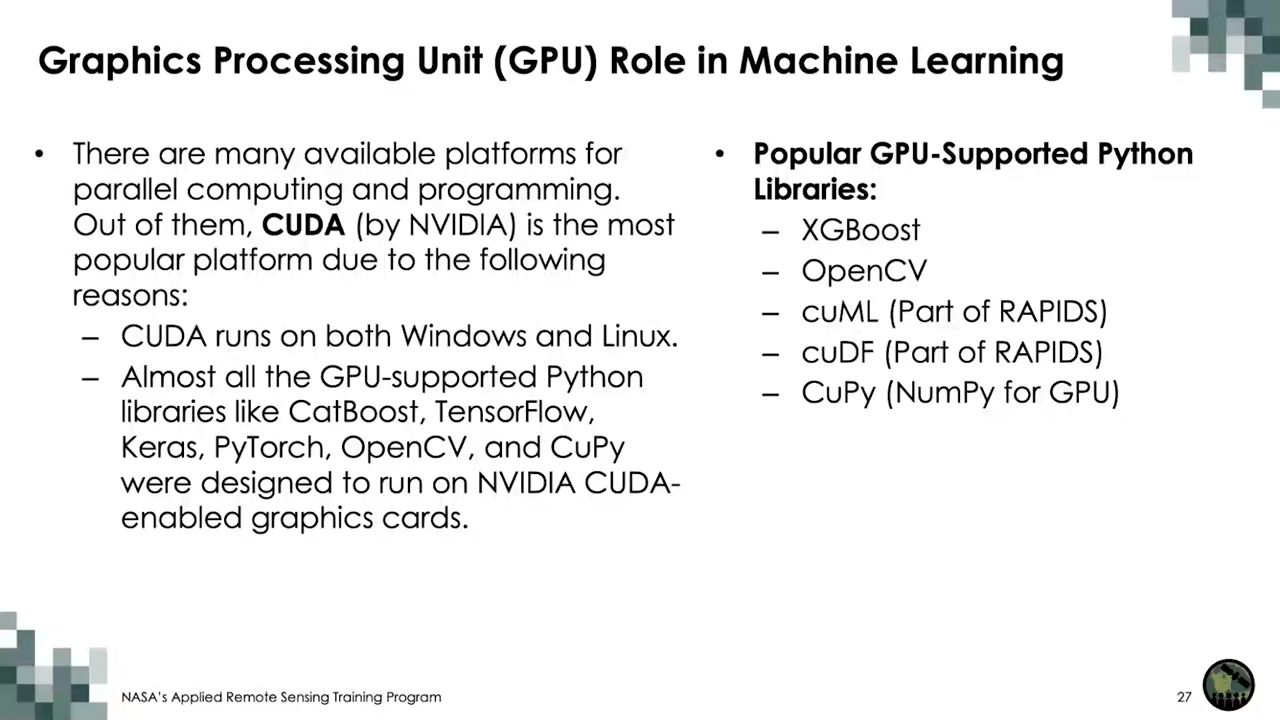 Graphics Processing Unit (GPU) Role in Machine Learning
• There are many available platforms for
parallel computing and programming.
Out of them, CUDA (by NVIDIA) is the most
popular platform due to the following
reasons:
– CUDA runs on both Windows and Linux.
– Almost all the GPU-supported Python
libraries like CatBoost, TensorFlow,
Keras, PyTorch, OpenCV, and CuPy
were designed to run on NVIDIA CUDA-
enabled graphics cards.
• Popular GPU-Supported Python
Libraries:
– XGBoost
– OpenCV
– cuML (Part of RAPIDS)
– cuDF (Part of RAPIDS)
– CuPy (NumPy for GPU)
NASA's Applied Remote Sensing Training Program
27